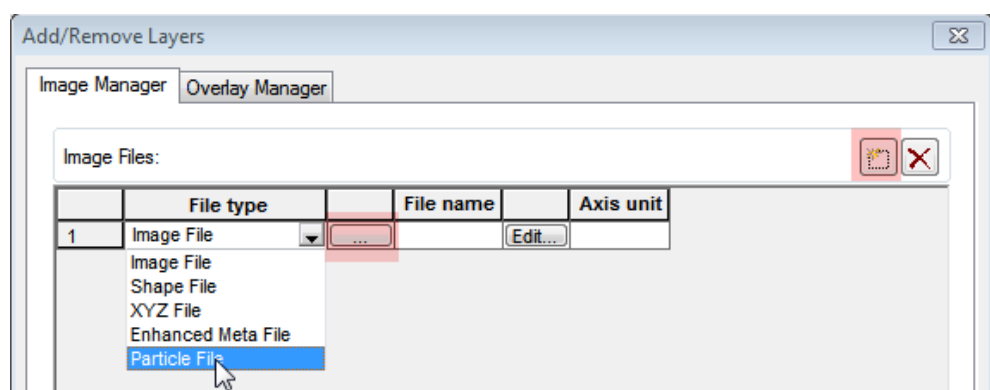 Add/Remove Layers
Image Manager Overlay Manager
Image Files:
File type File name Axis unit
1 Image File ... Edit...
Image File
Shape File
XYZ File
Enhanced Meta File
Particle File